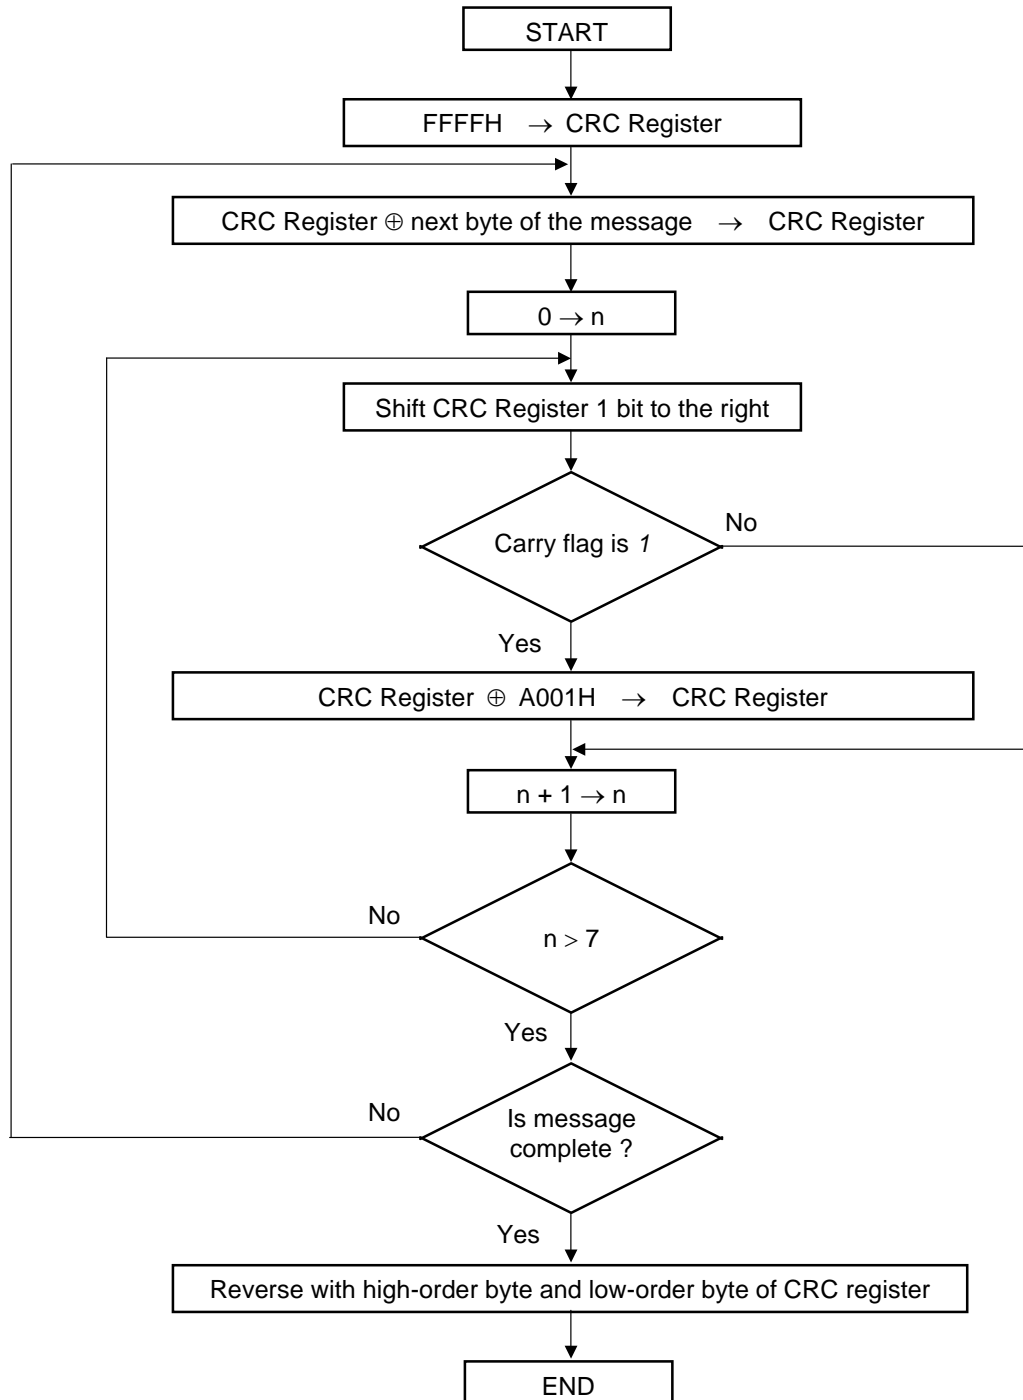 START
FFFFH → CRC Register
CRC Register ⊕ next byte of the message → CRC Register
0 → n
Shift CRC Register 1 bit to the right
Carry flag is 1
No
Yes
CRC Register ⊕ A001H → CRC Register
n + 1 → n
No
n > 7
Yes
No
Is message
complete ?
Yes
Reverse with high-order byte and low-order byte of CRC register
END